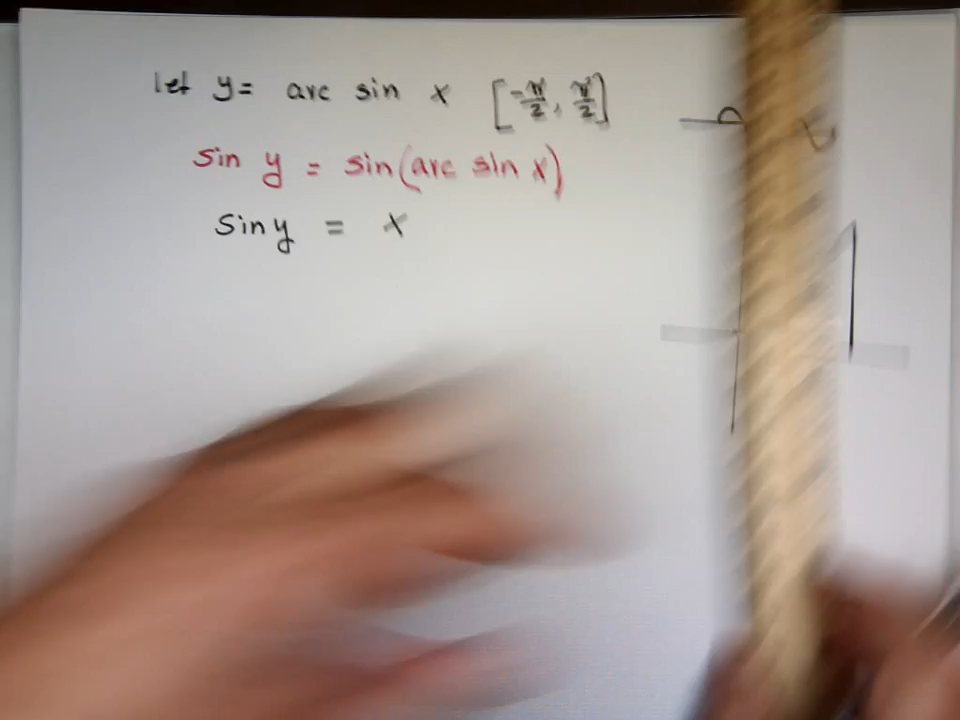 let y = arc sin x [-π/2, π/2]
sin y = sin(arc sin x)
sin y = x